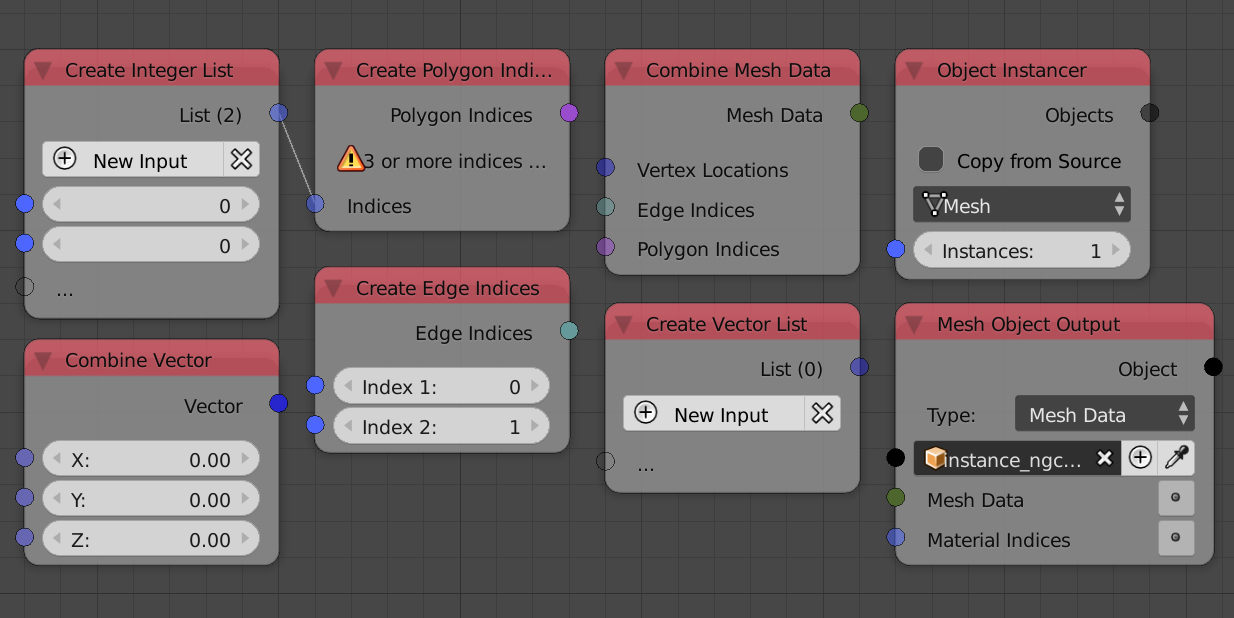 Create Integer List
List (2)
New Input
0
0
...
Combine Vector
Vector
X: 0.00
Y: 0.00
Z: 0.00
Create Polygon Indi...
Polygon Indices
3 or more indices ...
Indices
Create Edge Indices
Edge Indices
Index 1: 0
Index 2: 1
Combine Mesh Data
Mesh Data
Vertex Locations
Edge Indices
Polygon Indices
Create Vector List
List (0)
New Input
...
Object Instancer
Objects
Copy from Source
Mesh
Instances: 1
Mesh Object Output
Object
Type: Mesh Data
instance_ngc...
Mesh Data
Material Indices